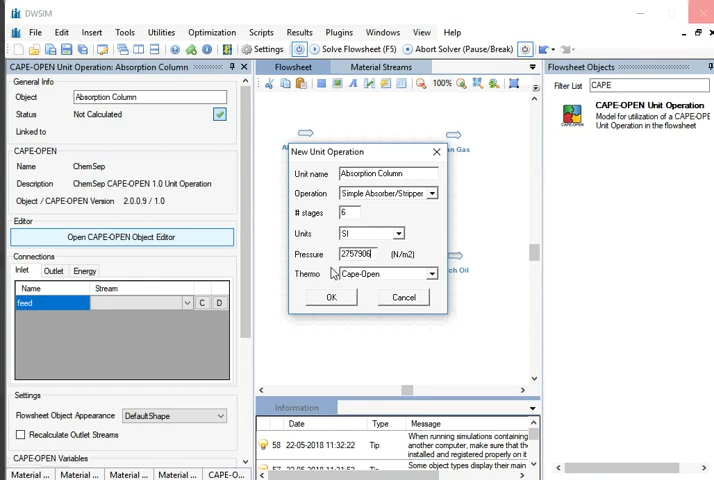 DWSIM
File Edit Insert Tools Utilities Optimization Scripts Results Plugins Windows View Help
Settings Solve Flowsheet (F5) Abort Solver (Pause/Break)
CAPE-OPEN Unit Operation: Absorption Column
General Info
Object Absorption Column
Status Not Calculated
Linked to
CAPE-OPEN
Name ChemSep
Description ChemSep CAPE-OPEN 1.0 Unit Operation
Object / CAPE-OPEN Version 2.0.0.9 / 1.0
Editor
Open CAPE-OPEN Object Editor
Connections
Inlet Outlet Energy
Name Stream
feed C D
Settings
Flowsheet Object Appearance DefaultShape
Recalculate Outlet Streams
CAPE-OPEN Variables
Material ... Material ... Material ... Material ... CAPE-O...
Flowsheet Material Streams
100%
an Gas
ch Oil
New Unit Operation
Unit name Absorption Column
Operation Simple Absorber/Stripper
# stages 6
Units SI
Pressure 2757906 (N/m2)
Thermo Cape-Open
OK Cancel
Information
Date Type Message
58 22-05-2018 11:32:22 Tip When running simulations containing
another computer, make sure that the
installed and registered properly on it
Tip Some object types display their main
Flowsheet Objects
Filter List CAPE
CAPE-OPEN
CAPE-OPEN Unit Operation
Model for utilization of a CAPE-OPE
Unit Operation in the flowsheet